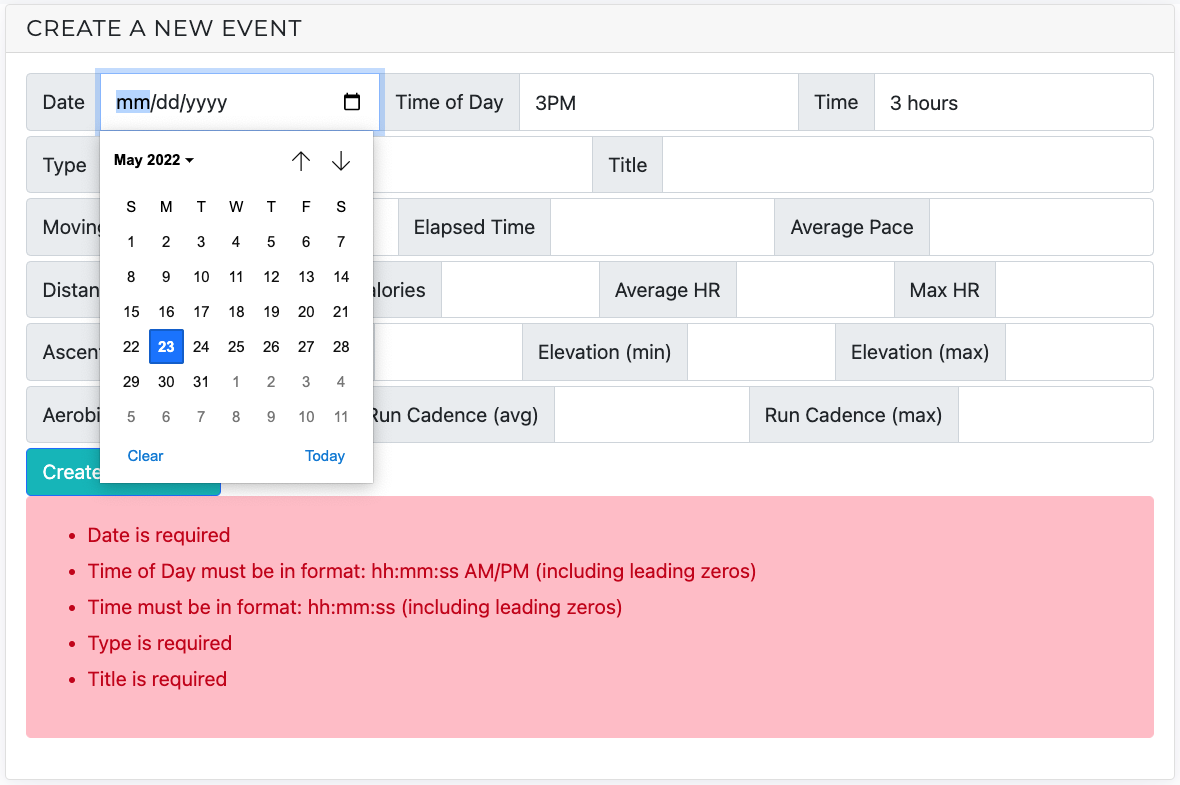 CREATE A NEW EVENT
Date mm/dd/yyyy Time of Day 3PM Time 3 hours
Type Title
May 2022
S M T W T F S
1 2 3 4 5 6 7
8 9 10 11 12 13 14
15 16 17 18 19 20 21
22 23 24 25 26 27 28
29 30 31 1 2 3 4
5 6 7 8 9 10 11
Clear Today
Moving Elapsed Time Average Pace
Distan alories Average HR Max HR
Ascent Elevation (min) Elevation (max)
Aerobi Run Cadence (avg) Run Cadence (max)
Create
Date is required
Time of Day must be in format: hh:mm:ss AM/PM (including leading zeros)
Time must be in format: hh:mm:ss (including leading zeros)
Type is required
Title is required